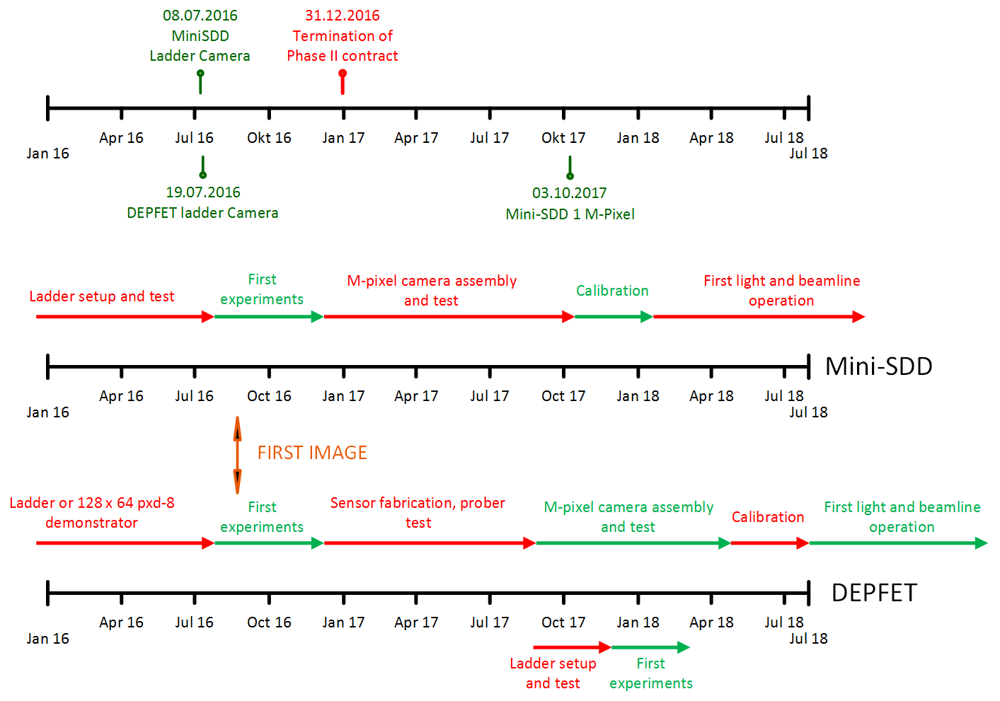 08.07.2016
MiniSDD
Ladder Camera
31.12.2016
Termination of
Phase II contract
Jan 16
Apr 16
Jul 16
Okt 16
Jan 17
Apr 17
Jul 17
Okt 17
Jan 18
Apr 18
Jul 18
Jul 18
19.07.2016
DEPFET ladder Camera
03.10.2017
Mini-SDD 1 M-Pixel
Ladder setup and test
First
experiments
M-pixel camera assembly
and test
Calibration
First light and beamline
operation
Mini-SDD
Jan 16
Apr 16
Jul 16
Oct 16
Jan 17
Apr 17
Jul 17
Oct 17
Jan 18
Apr 18
Jul 18
Jul 18
FIRST IMAGE
Ladder or 128 x 64 pxd-8
demonstrator
First
experiments
Sensor fabrication, prober
test
M-pixel camera assembly
and test
Calibration
First light and beamline
operation
DEPFET
Jan 16
Apr 16
Jul 16
Oct 16
Jan 17
Apr 17
Jul 17
Oct 17
Jan 18
Apr 18
Jul 18
Jul 18
Ladder setup
and test
First
experiments